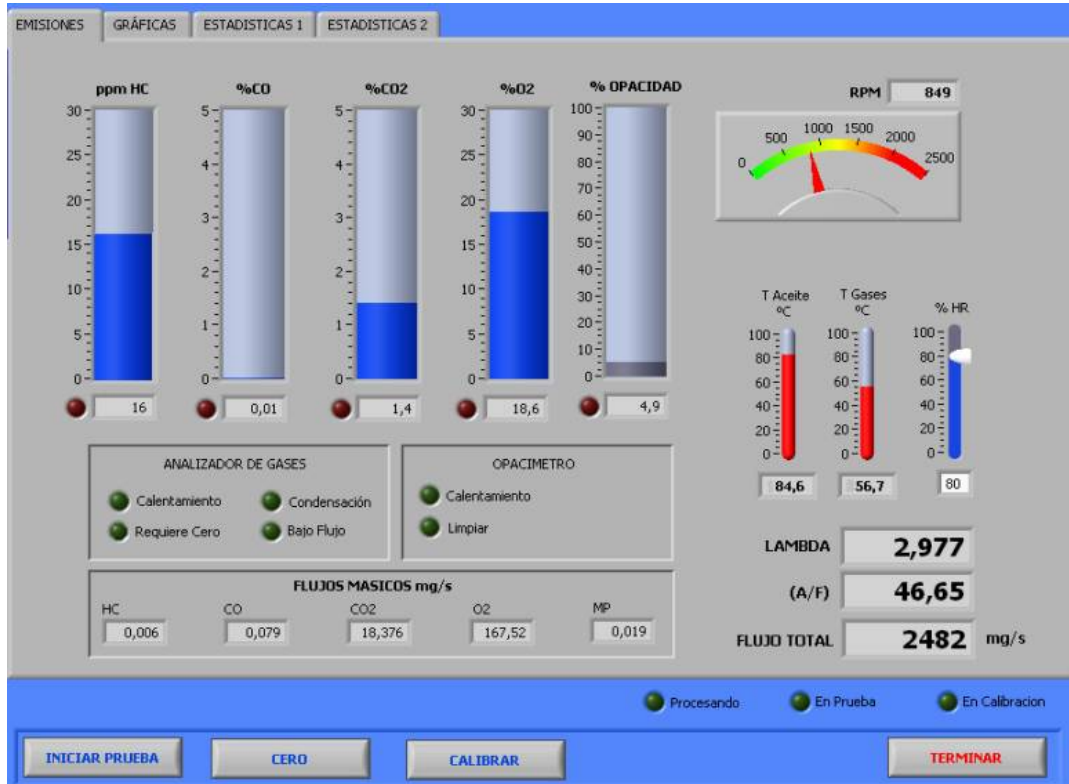 EMISIONES GRÁFICAS ESTADISTICAS 1 ESTADISTICAS 2
ppm HC %CO %CO2 %O2 % OPACIDAD
30 25 20 15 10 5 0
5 4 3 2 1 0
5 4 3 2 1 0
30 25 20 15 10 5 0
100 90 80 70 60 50 40 30 20 10 0
16 0,01 1,4 18,6 4,9
RPM 849
0 500 1000 1500 2000 2500
T Aceite T Gases
ºC ºC % HR
100 80 60 40 20 0
100 80 60 40 20 0
100 80 60 40 20 0
84,6 56,7 80
ANALIZADOR DE GASES
Calentamiento Condensación
Requiere Cero Bajo Flujo
OPACIMETRO
Calentamiento
Limpiar
FLUJOS MASICOS mg/s
HC CO CO2 O2 MP
0,006 0,079 18,376 167,52 0,019
LAMBDA 2,977
(A/F) 46,65
FLUJO TOTAL 2482 mg/s
Procesando En Prueba En Calibracion
INICIAR PRUEBA CERO CALIBRAR TERMINAR